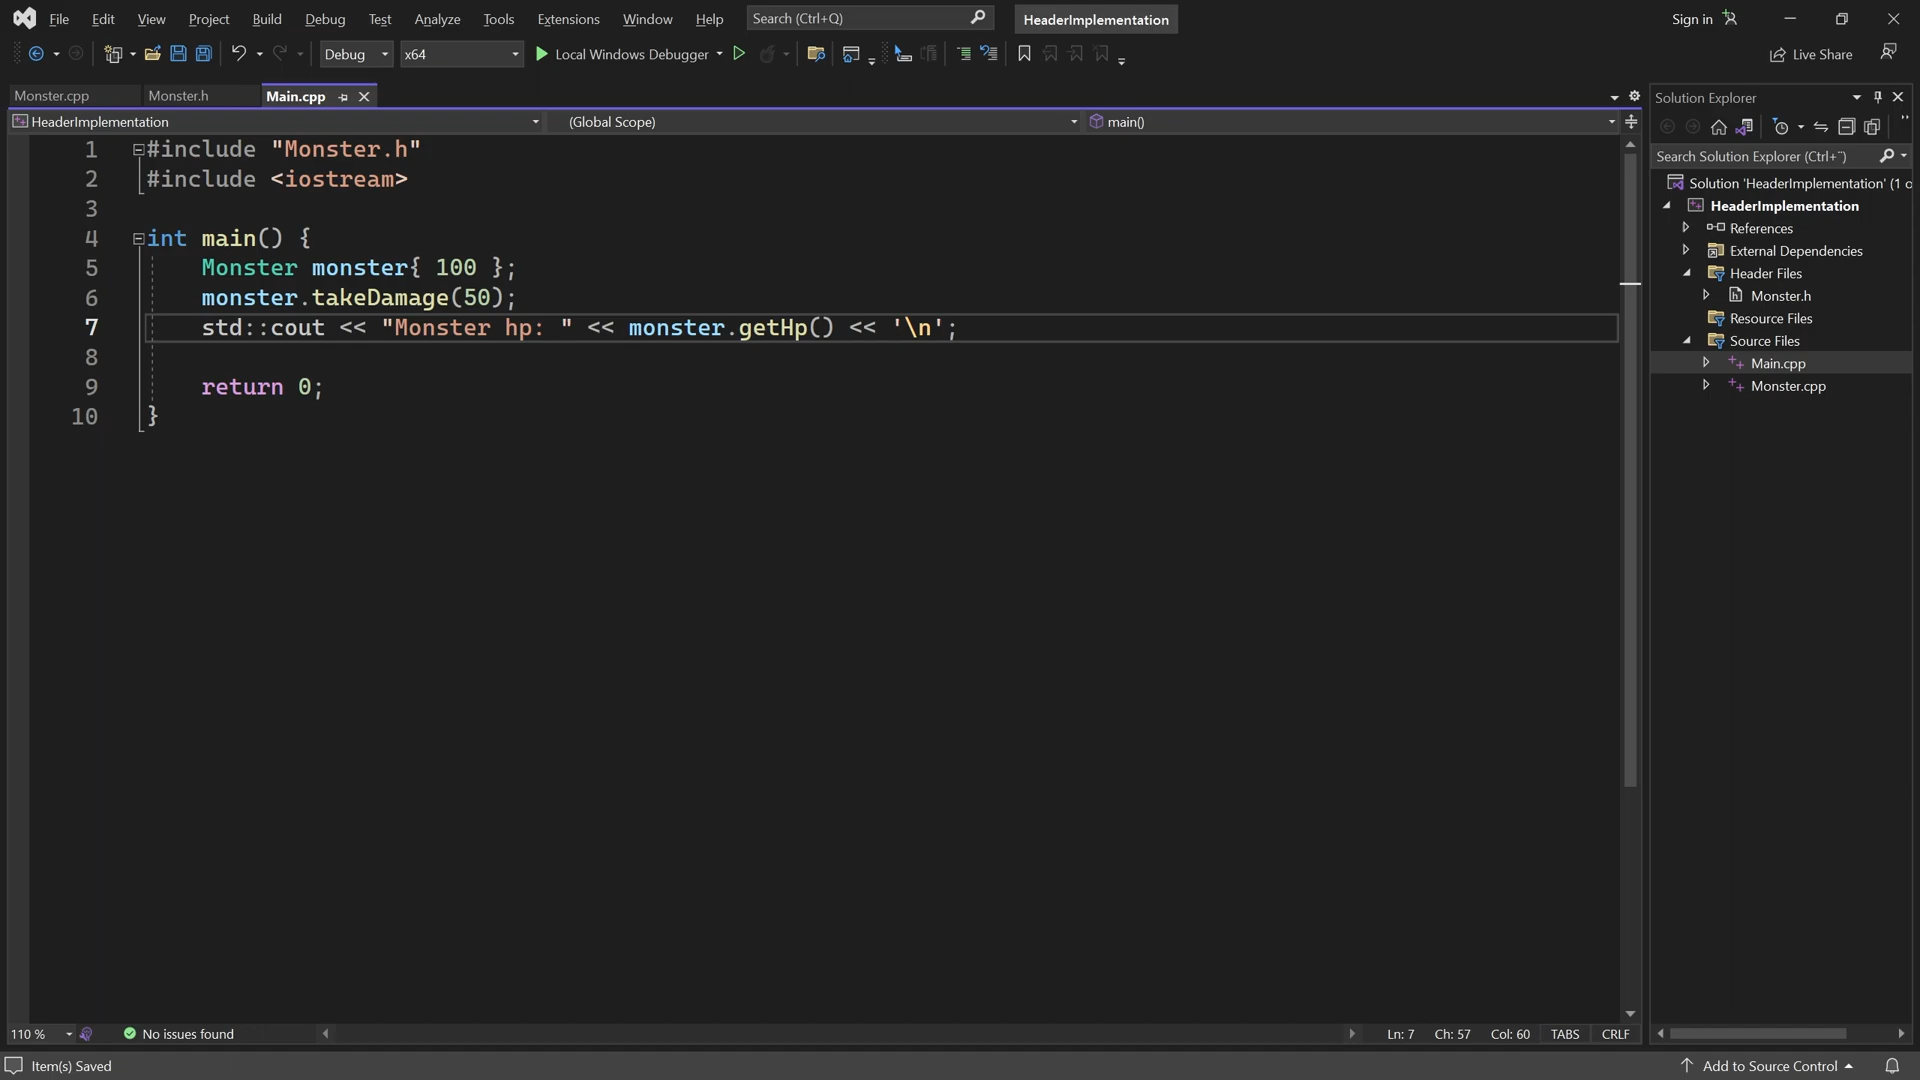 File Edit View Project Build Debug Test Analyze Tools Extensions Window Help Search (Ctrl+Q) HeaderImplementation Sign in
Debug x64 Local Windows Debugger Live Share
Monster.cpp Monster.h Main.cpp
HeaderImplementation (Global Scope) main()
1 #include "Monster.h"
2 #include <iostream>
3
4 int main() {
5 Monster monster{ 100 };
6 monster.takeDamage(50);
7 std::cout << "Monster hp: " << monster.getHp() << '\n';
8
9 return 0;
10 }
Solution Explorer
Search Solution Explorer (Ctrl+¨)
Solution 'HeaderImplementation' (1 o
HeaderImplementation
References
External Dependencies
Header Files
Monster.h
Resource Files
Source Files
Main.cpp
Monster.cpp
110 % No issues found Ln: 7 Ch: 57 Col: 60 TABS CRLF
Item(s) Saved Add to Source Control